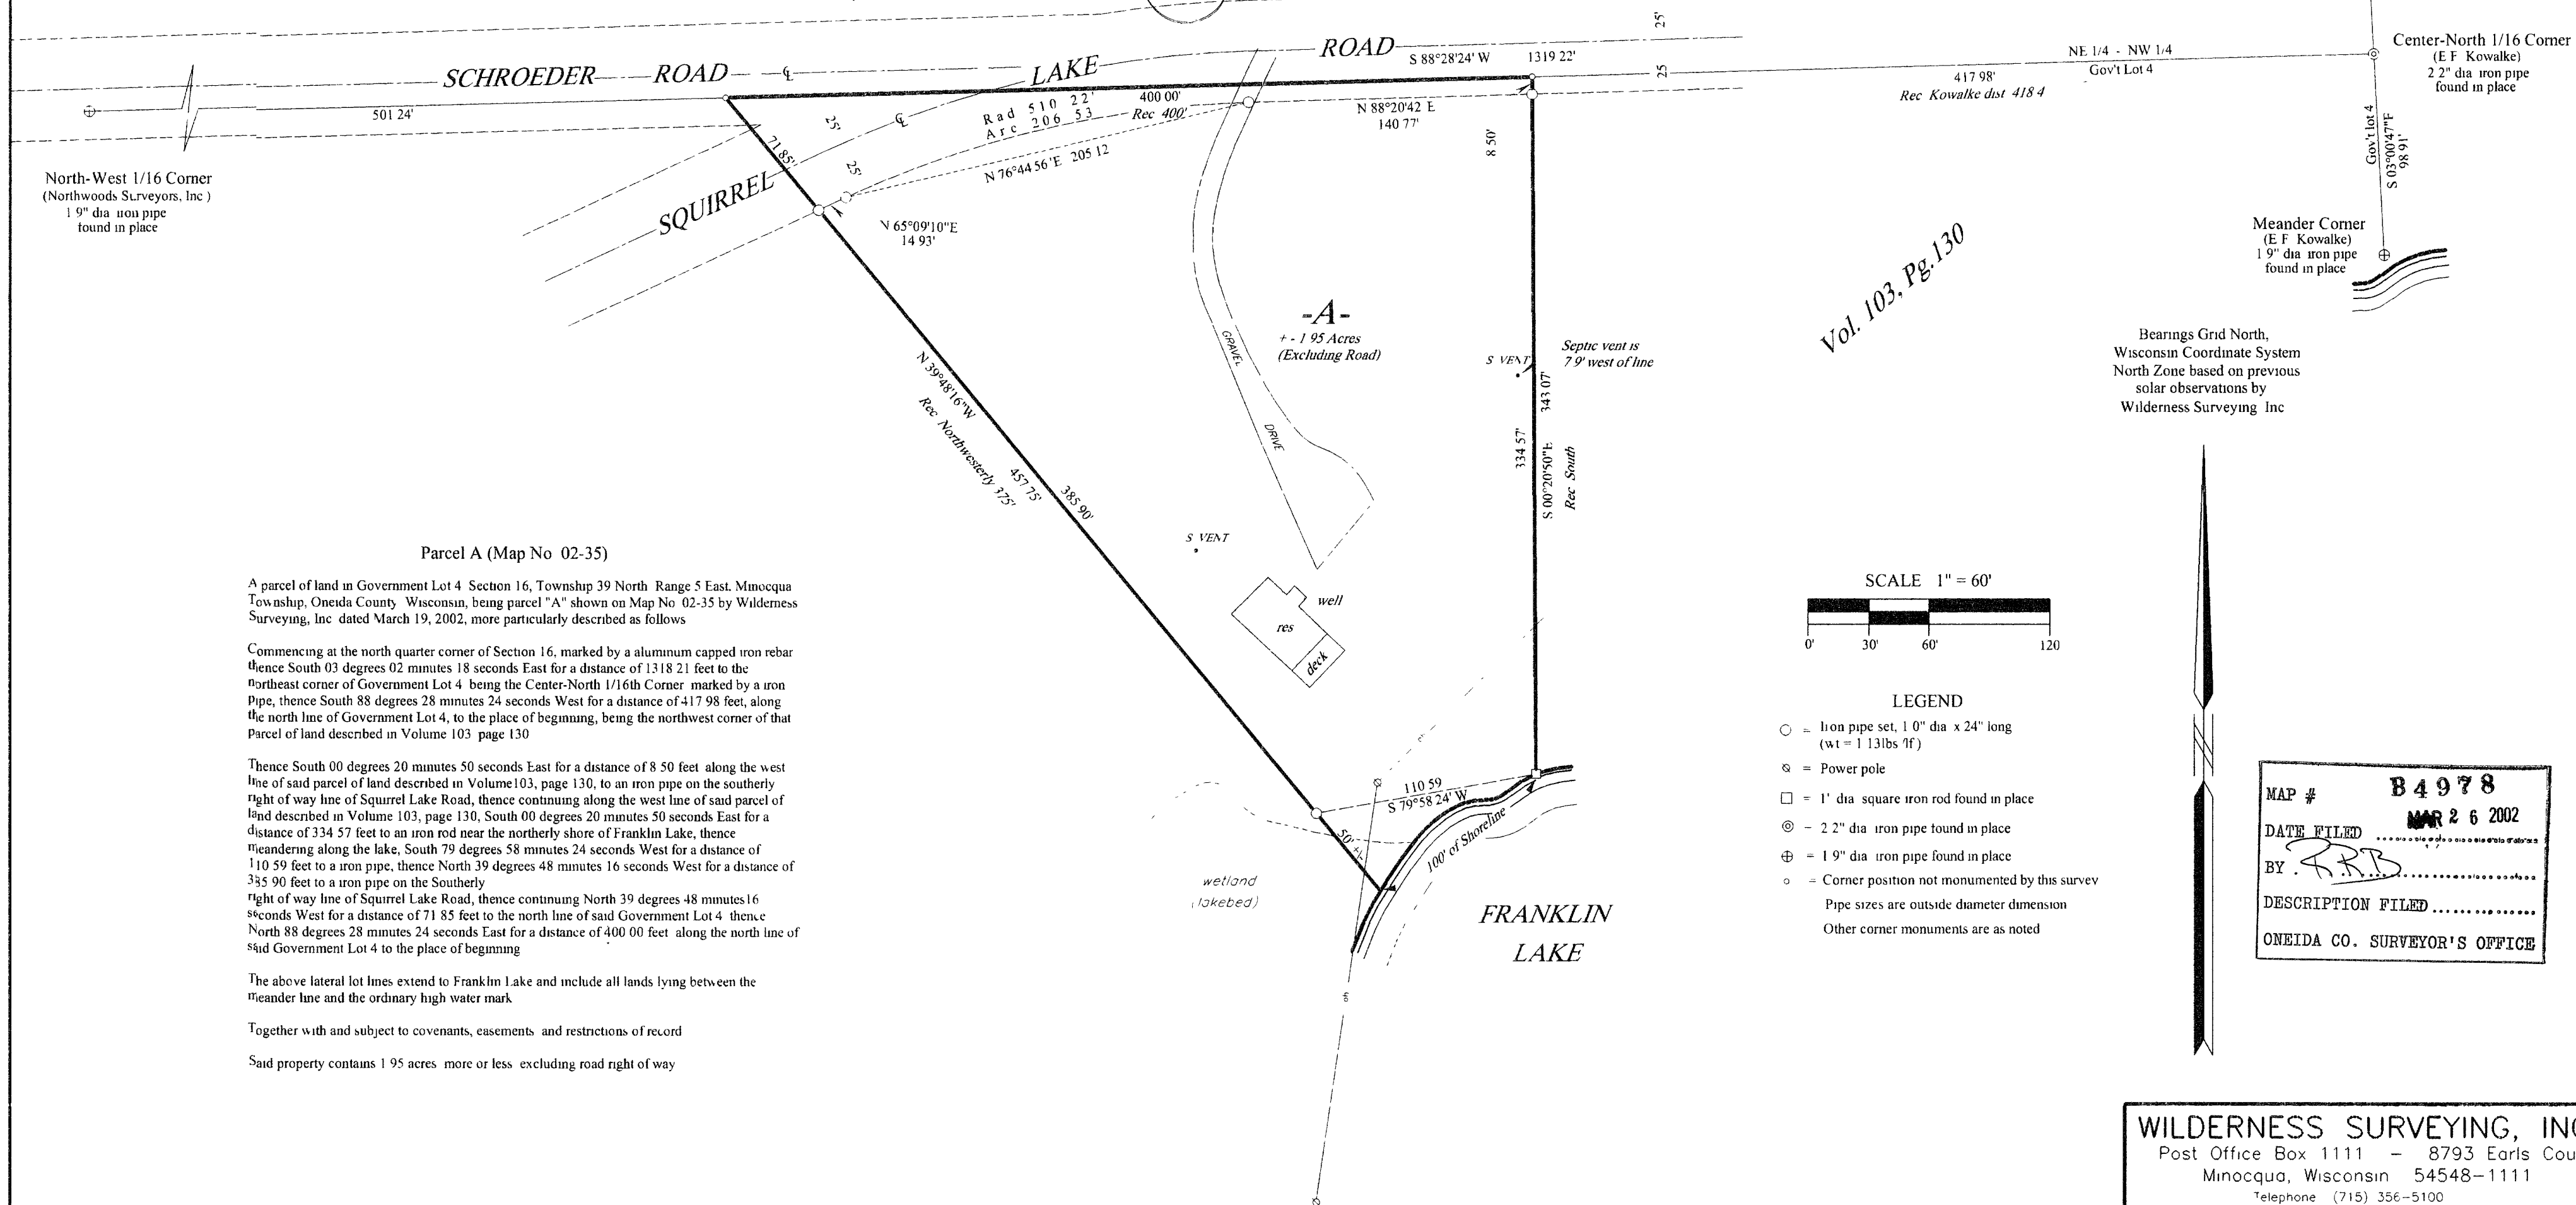 25'
SCHROEDER ROAD
LAKE
ROAD
S 88°28'24' W 1319 22'
NE 1/4 - NW 1/4
Gov't Lot 4
Center-North 1/16 Corner
(E F Kowalke)
2 2" dia iron pipe
found in place
501 24'
25'
Rad 510 22'
Arc 206 53
400 00'
Rec 400'
N 88°20'42 E
140 77'
25
417 98'
Rec Kowalke dist 418 4
8 50'
Gov't lot 4
S 03°00'47"E
98 91'
71 85'
25'
N 76°44 56'E 205 12
North-West 1/16 Corner
(Northwoods Surveyors, Inc )
1 9" dia iron pipe
found in place
SQUIRREL
N 65°09'10"E
14 93'
Meander Corner
(E F Kowalke)
1 9" dia iron pipe
found in place
Vol. 103, Pg.130
-A-
+ - 1 95 Acres
(Excluding Road)
GRAVEL
DRIVE
S VENT
Septic vent is
7 9' west of line
Bearings Grid North,
Wisconsin Coordinate System
North Zone based on previous
solar observations by
Wilderness Surveying Inc
N 39°48'16"W
Rec Northwesterly 375'
457 75'
385 90'
343 07'
334 57'
S 00°20'50"E
Rec South
S VENT
well
res
deck
Parcel A (Map No 02-35)
A parcel of land in Government Lot 4 Section 16, Township 39 North Range 5 East. Minocqua
Township, Oneida County Wisconsin, being parcel "A" shown on Map No 02-35 by Wilderness
Surveying, Inc dated March 19, 2002, more particularly described as follows
Commencing at the north quarter corner of Section 16, marked by a aluminum capped iron rebar
thence South 03 degrees 02 minutes 18 seconds East for a distance of 1318 21 feet to the
northeast corner of Government Lot 4 being the Center-North 1/16th Corner marked by a iron
pipe, thence South 88 degrees 28 minutes 24 seconds West for a distance of 417 98 feet, along
the north line of Government Lot 4, to the place of beginning, being the northwest corner of that
parcel of land described in Volume 103 page 130
Thence South 00 degrees 20 minutes 50 seconds East for a distance of 8 50 feet along the west
line of said parcel of land described in Volume103, page 130, to an iron pipe on the southerly
right of way line of Squirrel Lake Road, thence continuing along the west line of said parcel of
land described in Volume 103, page 130, South 00 degrees 20 minutes 50 seconds East for a
distance of 334 57 feet to an iron rod near the northerly shore of Franklin Lake, thence
meandering along the lake, South 79 degrees 58 minutes 24 seconds West for a distance of
110 59 feet to a iron pipe, thence North 39 degrees 48 minutes 16 seconds West for a distance of
385 90 feet to a iron pipe on the Southerly
right of way line of Squirrel Lake Road, thence continuing North 39 degrees 48 minutes16
seconds West for a distance of 71 85 feet to the north line of said Government Lot 4 thence
North 88 degrees 28 minutes 24 seconds East for a distance of 400 00 feet along the north line of
said Government Lot 4 to the place of beginning
The above lateral lot lines extend to Franklin Lake and include all lands lying between the
meander line and the ordinary high water mark
Together with and subject to covenants, easements and restrictions of record
Said property contains 1 95 acres more or less excluding road right of way
SCALE 1" = 60'
0' 30' 60' 120
LEGEND
= Iron pipe set, 1 0" dia x 24" long
(wt = 1 13lbs /lf)
= Power pole
= 1' dia square iron rod found in place
- 2 2" dia iron pipe found in place
= 1 9" dia iron pipe found in place
= Corner position not monumented by this survey
Pipe sizes are outside diameter dimension
Other corner monuments are as noted
110 59
S 79°58 24' W
50' +/-
100' of Shoreline
wetland
(lakebed)
FRANKLIN
LAKE
MAP # B4978
DATE FILED MAR 26 2002
BY . RRB
DESCRIPTION FILED
ONEIDA CO. SURVEYOR'S OFFICE
WILDERNESS SURVEYING, INC
Post Office Box 1111 - 8793 Earls Cou
Minocqua, Wisconsin 54548-1111
Telephone (715) 356-5100